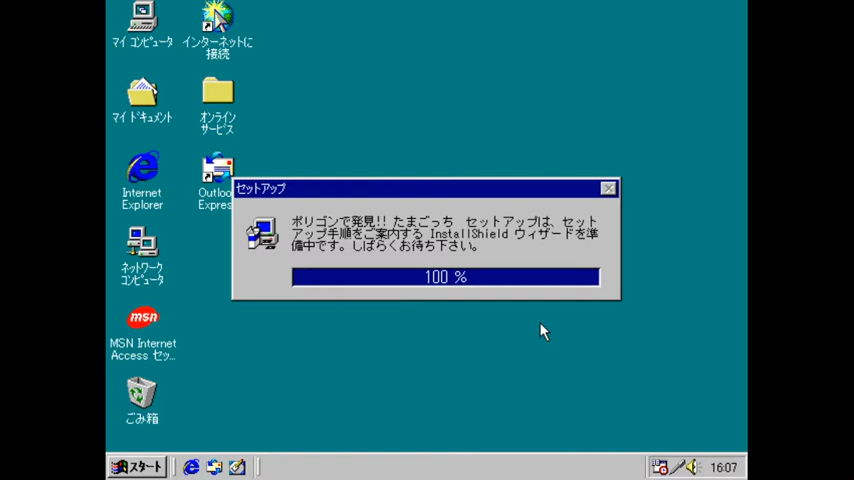 マイ コンピュータ
インターネットに
接続
マイ ドキュメント
オンライン
サービス
Internet
Explorer
Outloo
Expres
セットアップ
ポリゴンで発見!! たまごっち セットアップは、セット
アップ手順をご案内する InstallShield ウィザードを準
備中です。しばらくお待ち下さい。
100 %
ネットワーク
コンピュータ
msn
MSN Internet
Access セッ...
ごみ箱
スタート
16:07